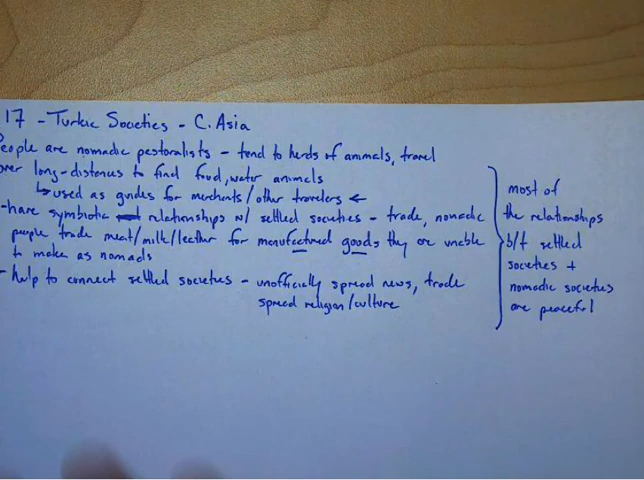 17 - Turkic Societies - C. Asia
People are nomadic pastoralists - tend to herds of animals, travel
over long-distances to find food, water animals
↳ used as guides for merchants/other travelers ←
- have symbiotic relationships w/ settled societies - trade, nomadic
people trade meat/milk/leather for manufactured goods they are unable
to make as nomads
- help to connect settled societies - unofficially spread news, trade
spread religion/culture
most of
the relationships
b/t settled
societies +
nomadic societies
are peaceful